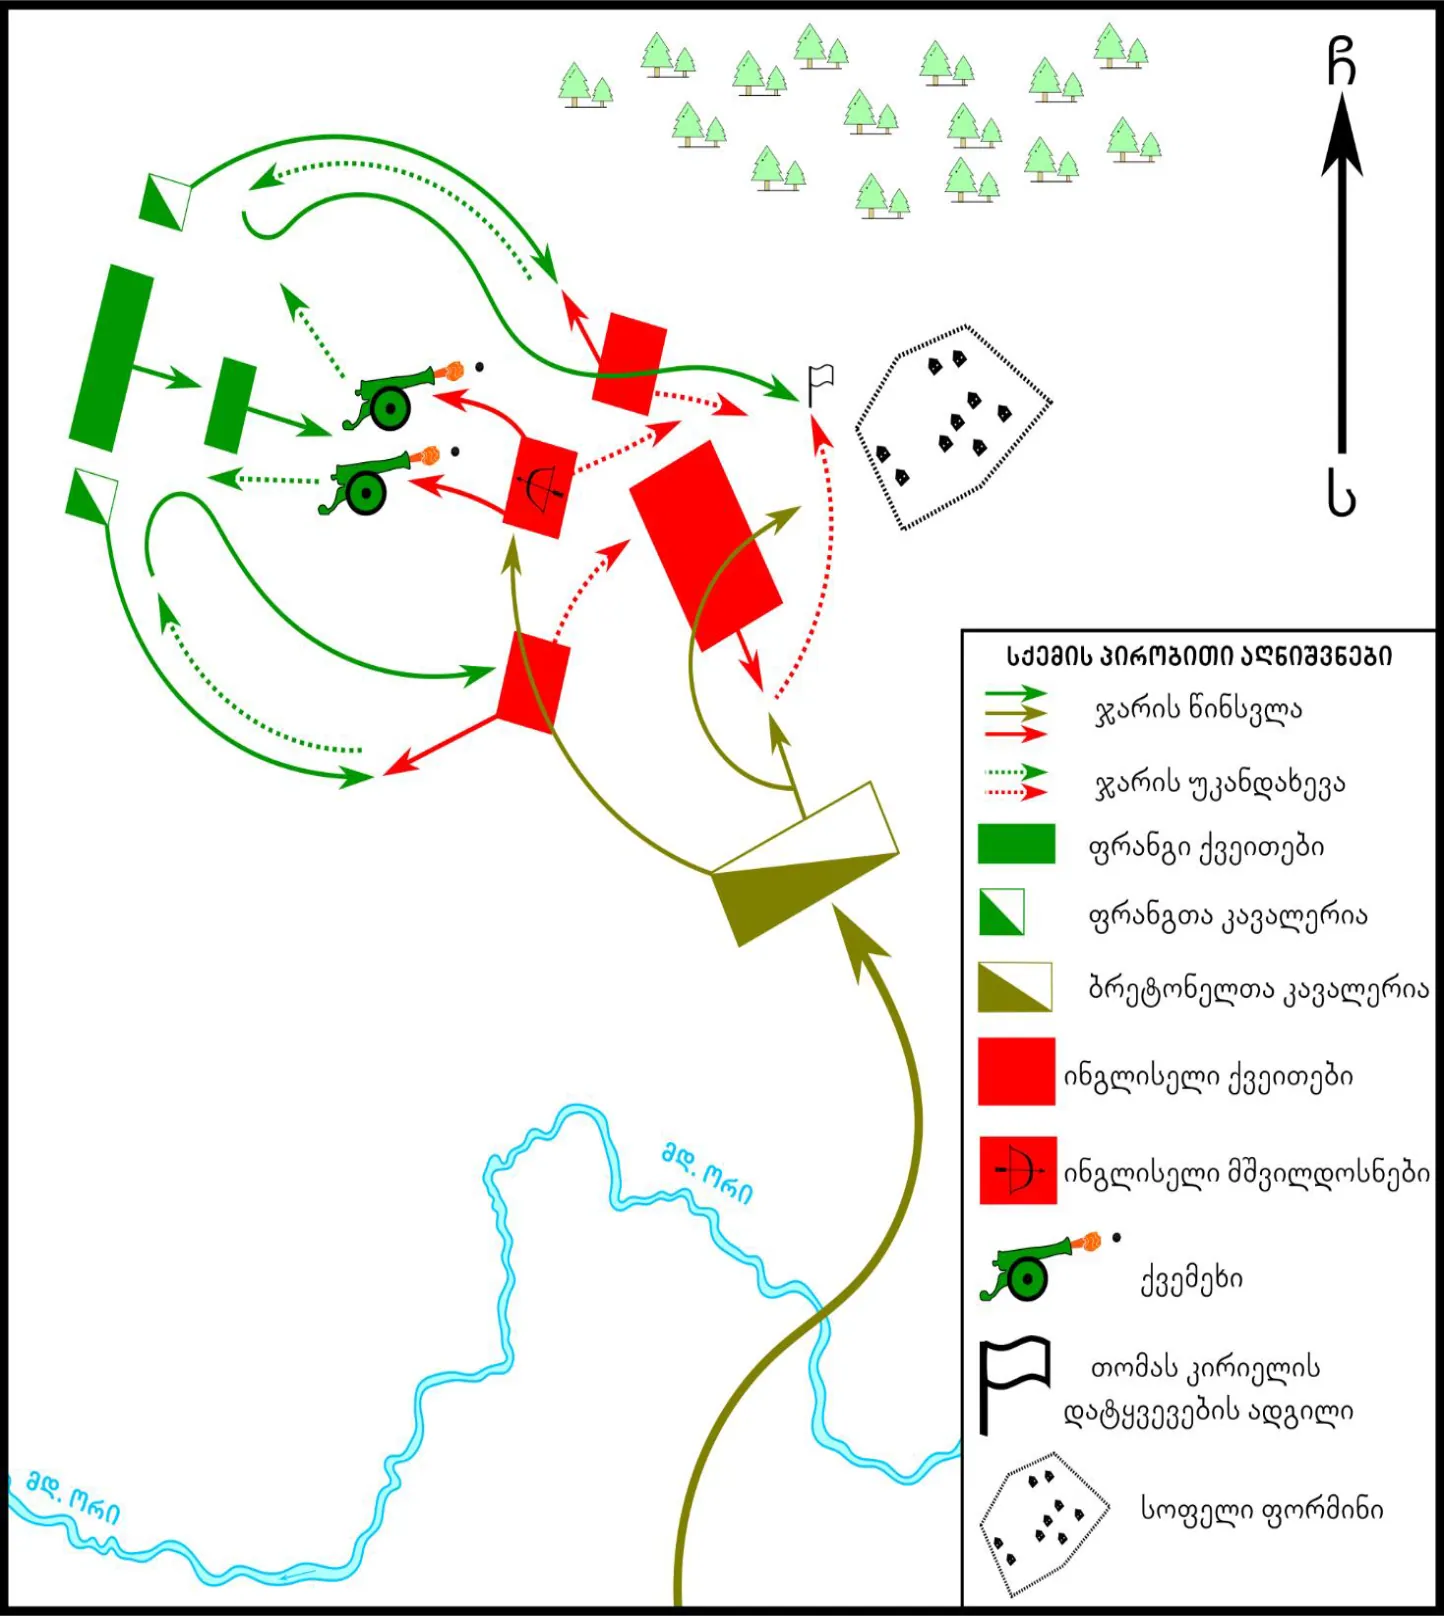 ჩ
ს
მდ. ორი
მდ. ორი
სქემის პირობითი აღნიშვნები
ჯარის წინსვლა
ჯარის უკანდახევა
ფრანგი ქვეითები
ფრანგთა კავალერია
ბრეტონელთა კავალერია
ინგლისელი ქვეითები
ინგლისელი მშვილდოსნები
ქვემეხი
თომას კირიელის
დატყვევების ადგილი
სოფელი ფორმინი